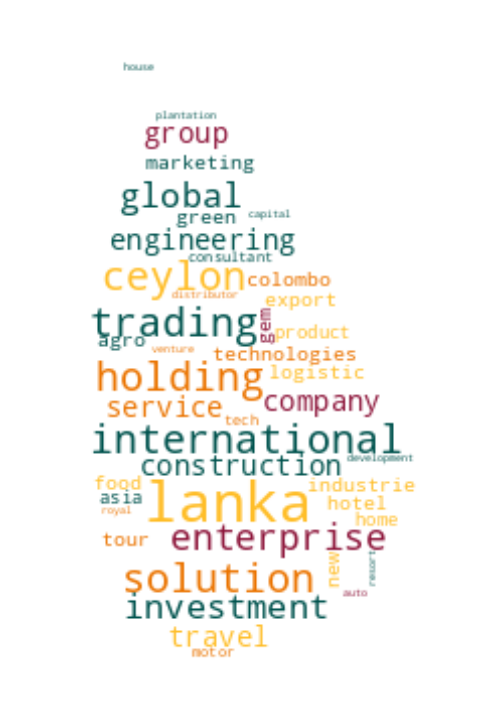 house
plantation
group
marketing
global
green capital
engineering
consultant
ceylon colombo
distributor export
trading gem product
agro
venture technologies
holding logistic
service company
tech
international
construction development
food lanka industrie
asia hotel
royal home
tour enterprise
new resort
solution auto
investment
travel
motor